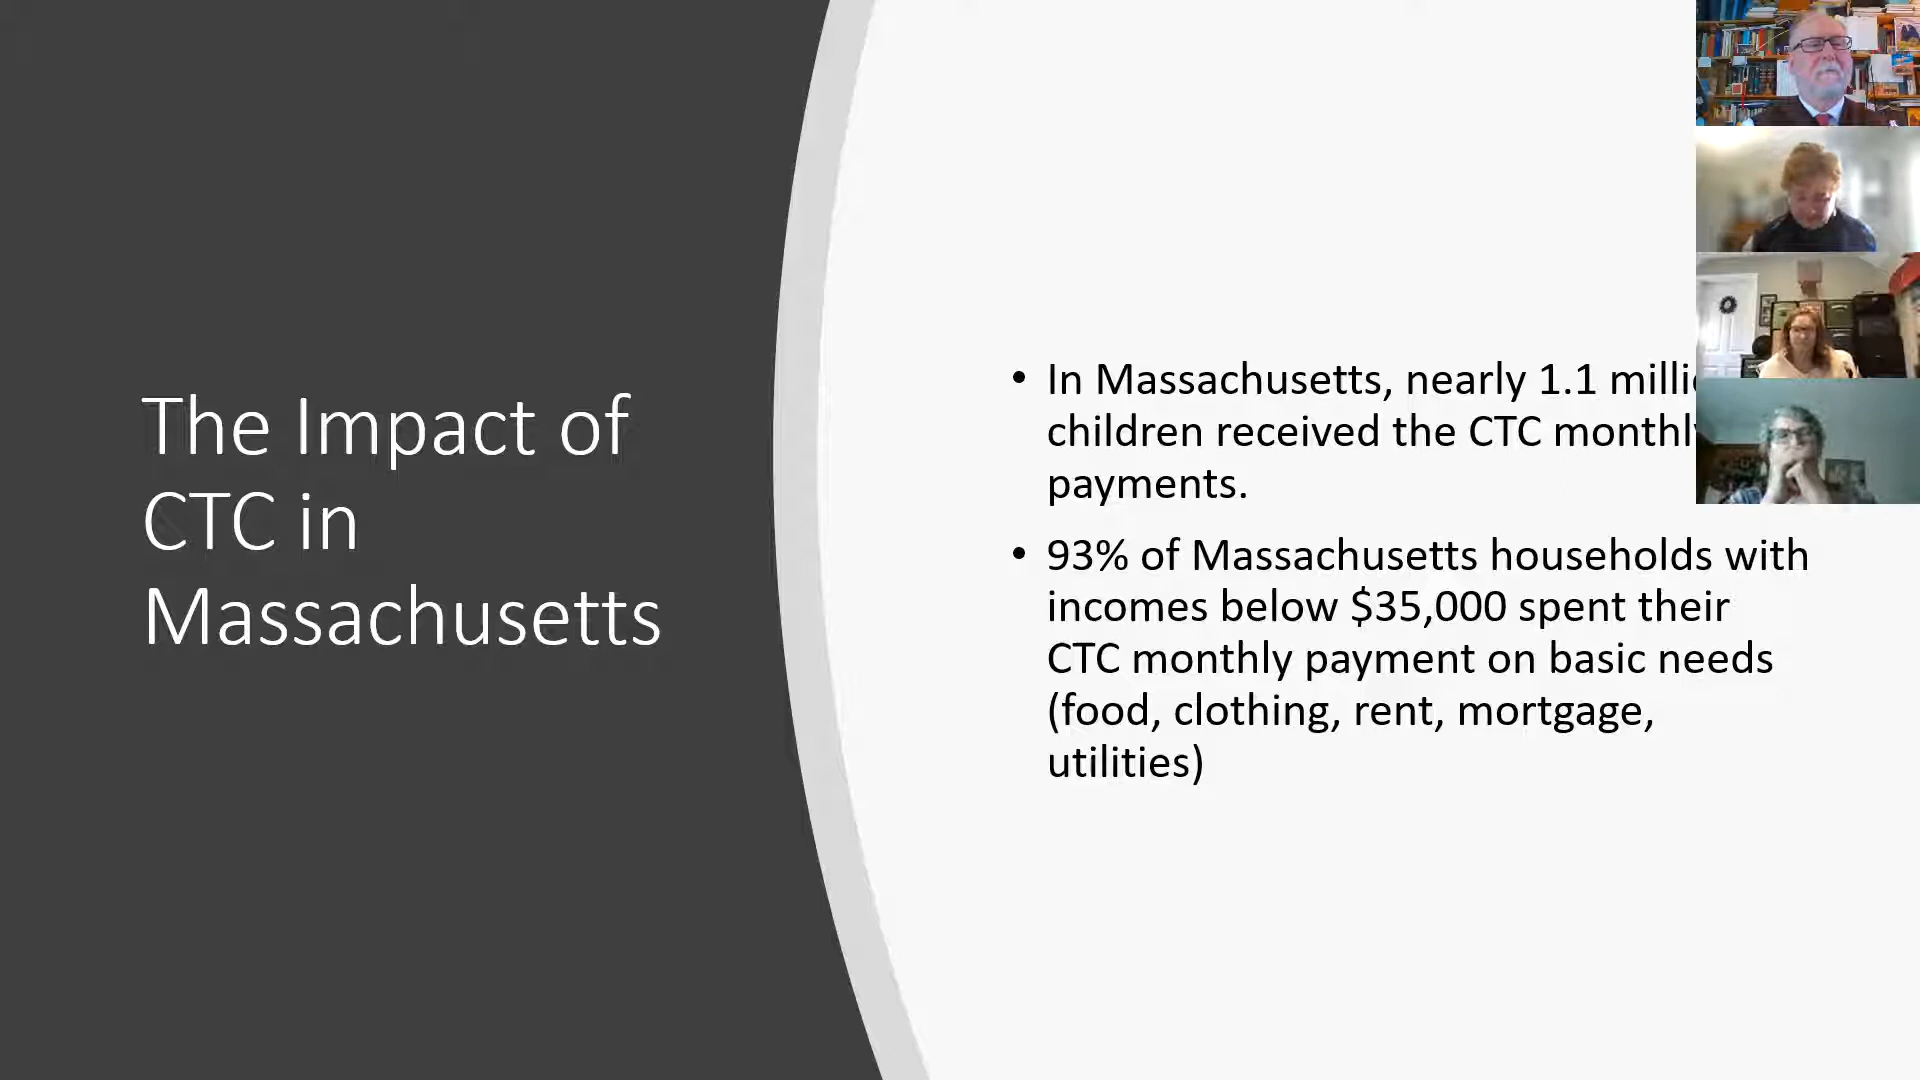 The Impact of
CTC in
Massachusetts
• In Massachusetts, nearly 1.1
children received the CTC monthly
payments.
• 93% of Massachusetts households with
incomes below $35,000 spent their
CTC monthly payment on basic needs
(food, clothing, rent, mortgage,
utilities)